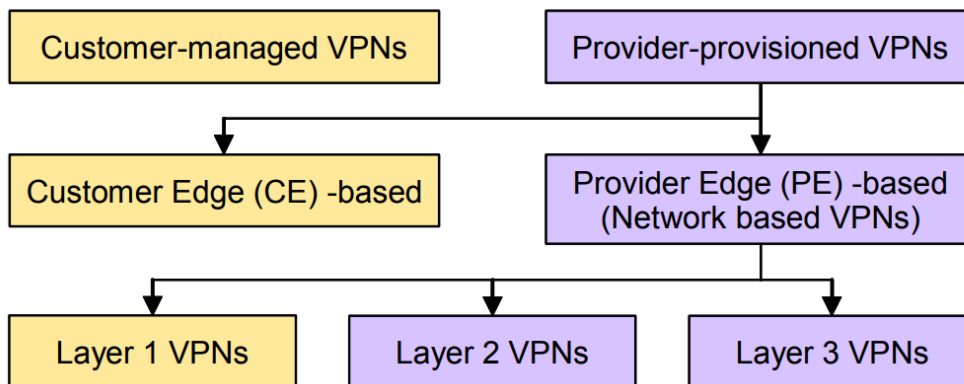 Customer-managed VPNs
Provider-provisioned VPNs
Customer Edge (CE) -based
Provider Edge (PE) -based
(Network based VPNs)
Layer 1 VPNs
Layer 2 VPNs
Layer 3 VPNs